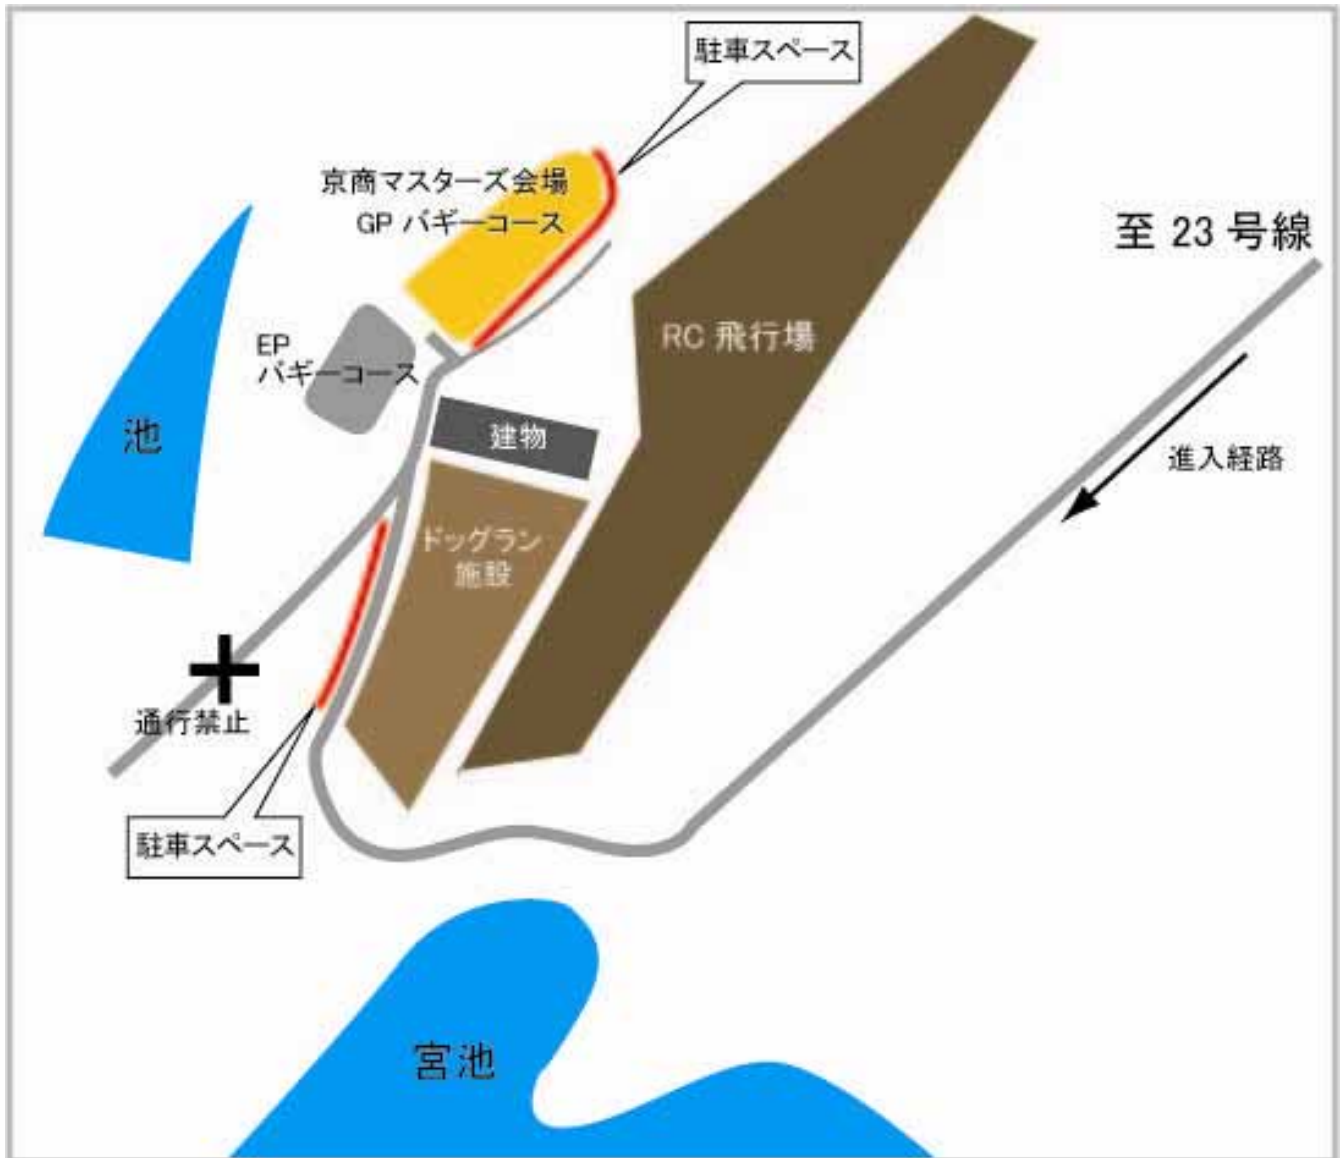 駐車スペース
京商マスターズ会場
GP バギーコース
至 23 号線
RC 飛行場
EP
バギーコース
池
建物
進入経路
ドッグラン
施設
通行禁止
駐車スペース
宮池